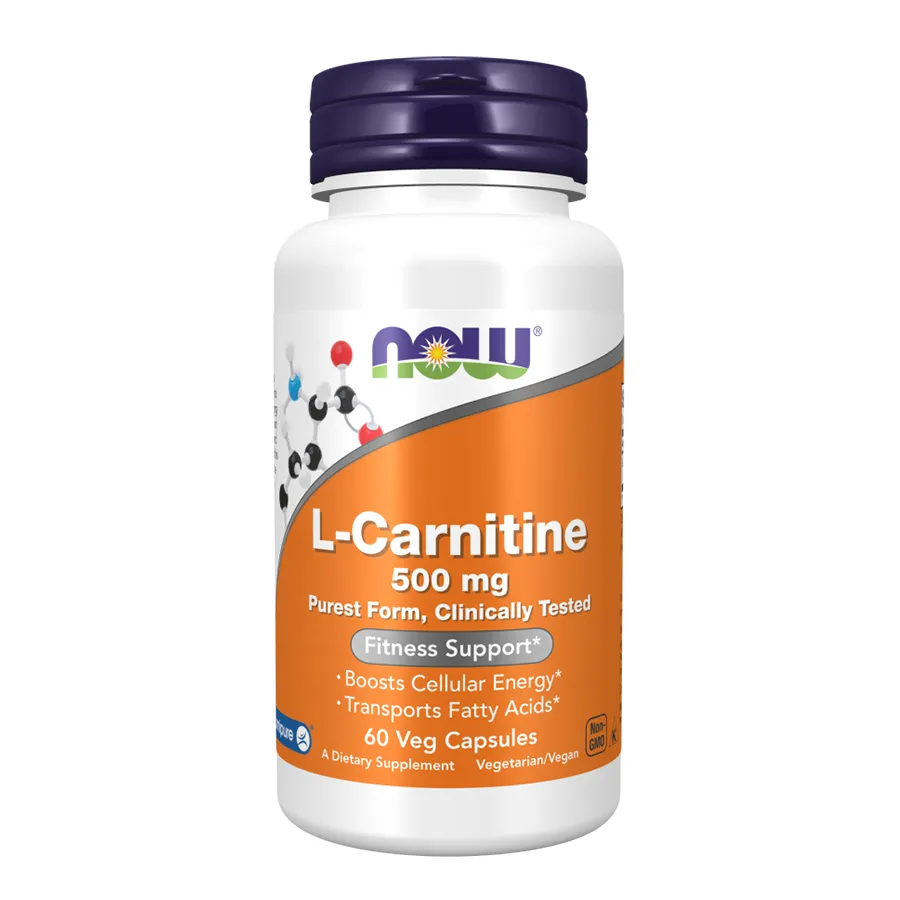 now®
L-Carnitine
500 mg
Purest Form, Clinically Tested
Fitness Support*
• Boosts Cellular Energy*
• Transports Fatty Acids*
60 Veg Capsules
A Dietary Supplement Vegetarian/Vegan
Non-
GMO
K